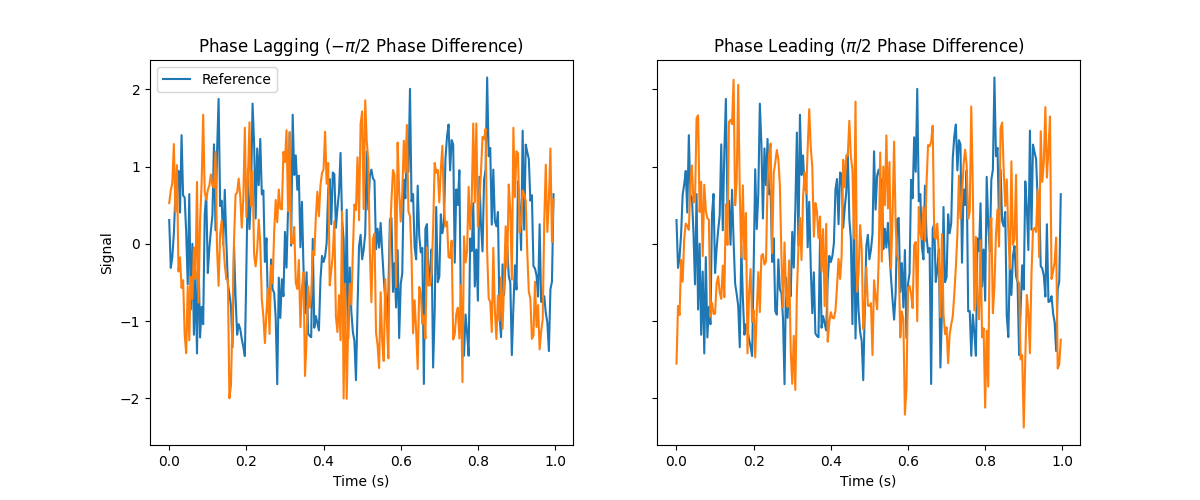 Phase Lagging (−π/2 Phase Difference)
Reference
2
1
0
−1
−2
Signal
0.0 0.2 0.4 0.6 0.8 1.0
Time (s)
Phase Leading (π/2 Phase Difference)
0.0 0.2 0.4 0.6 0.8 1.0
Time (s)